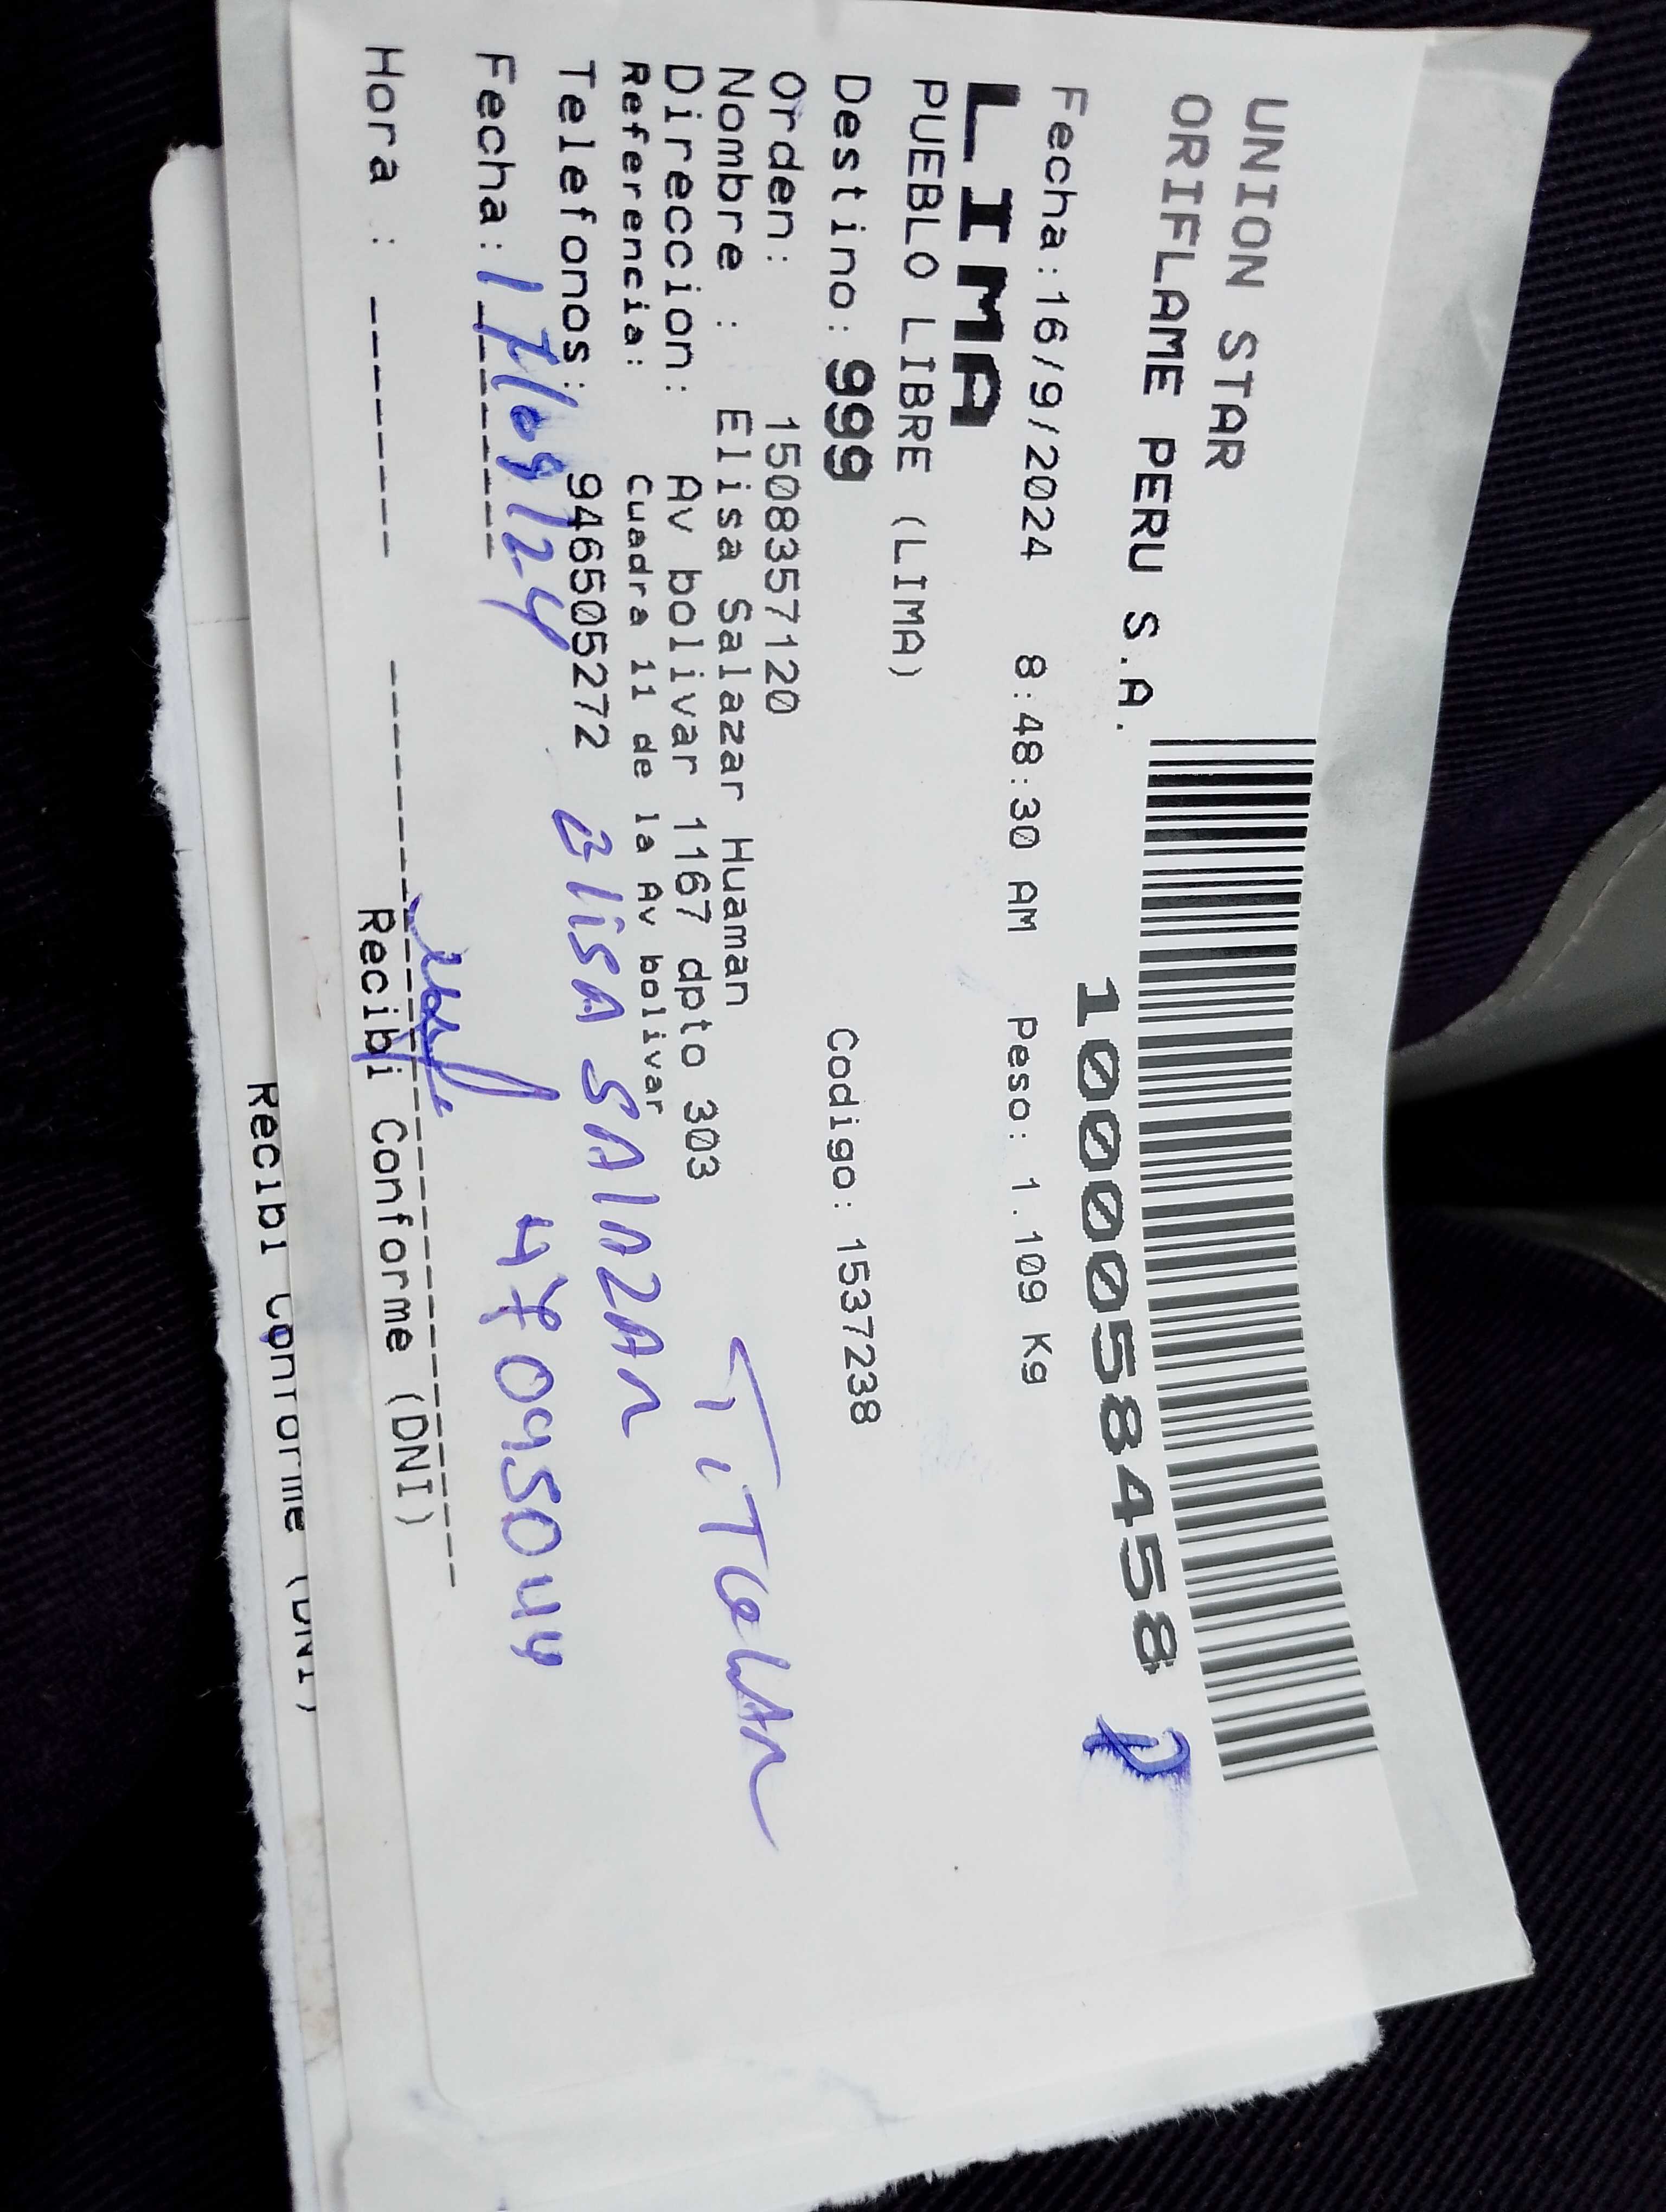 UNION STAR
ORIFLAME PERU S.A.
1000058458
Fecha:16/9/2024 8:48:30 AM Peso: 1.109 Kg
LIMA
PUEBLO LIBRE (LIMA)
Destino: 999 Codigo: 1537238
Orden: 1508357120
Nombre : Elisa Salazar Huaman
TiTulAr
Direccion: Av bolivar 1167 dpto 303
Referencia: Cuadra 11 de la Av bolivar
Telefonos: 946505272
ElisA SAlAZAr
Fecha: 17/09/24
Hora :
Recibi Conforme (DNI)
Recibi Conforme (DNI)